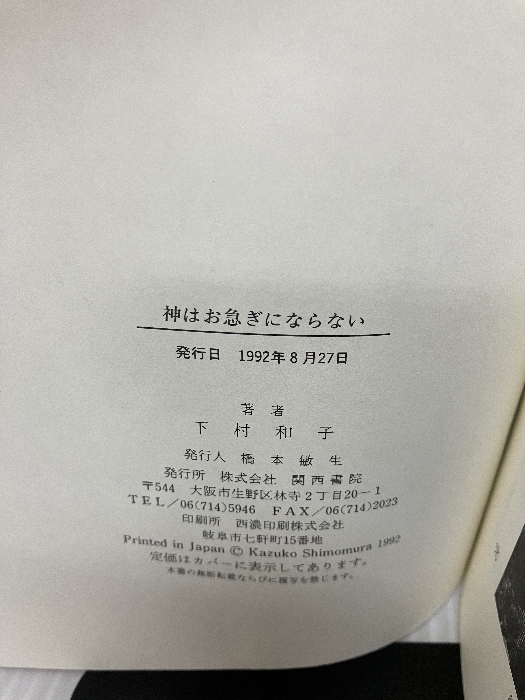 神はお急ぎにならない
発行日 1992年8月27日
著者
下村和子
発行人 橋本敏生
発行所 株式会社 関西書院
〒544 大阪市生野区林寺2丁目20-1
TEL/06(714)5946 FAX/06(714)2023
印刷所 西濃印刷株式会社
岐阜市七軒町15番地
Printed in Japan © Kazuko Shimomura 1992
定価はカバーに表示してあります。
本書の無断転載ならびに複写を禁じます。